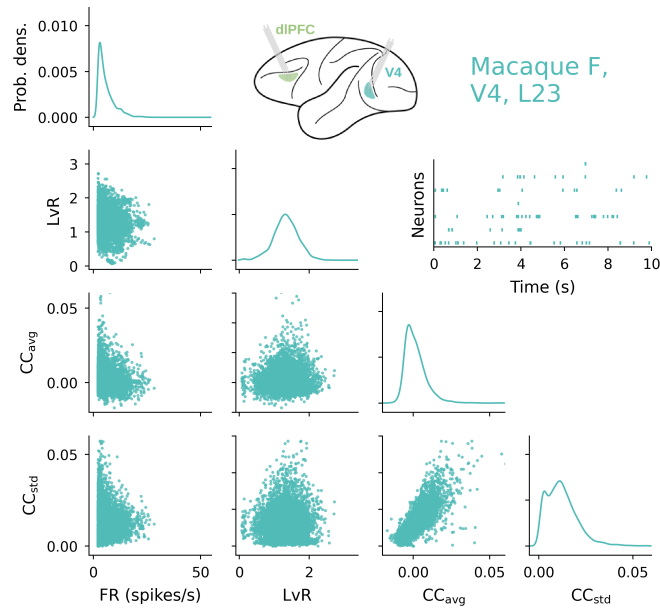 dlPFC
V4
Macaque F,
V4, L23
Prob. dens.
0.010
0.005
0.000
LvR
3
2
1
0
Neurons
0 2 4 6 8 10
Time (s)
CCavg
0.05
0.00
CCstd
0.05
0.00
0 50
FR (spikes/s)
0 2
LvR
0.00 0.05
CCavg
0.00 0.05
CCstd